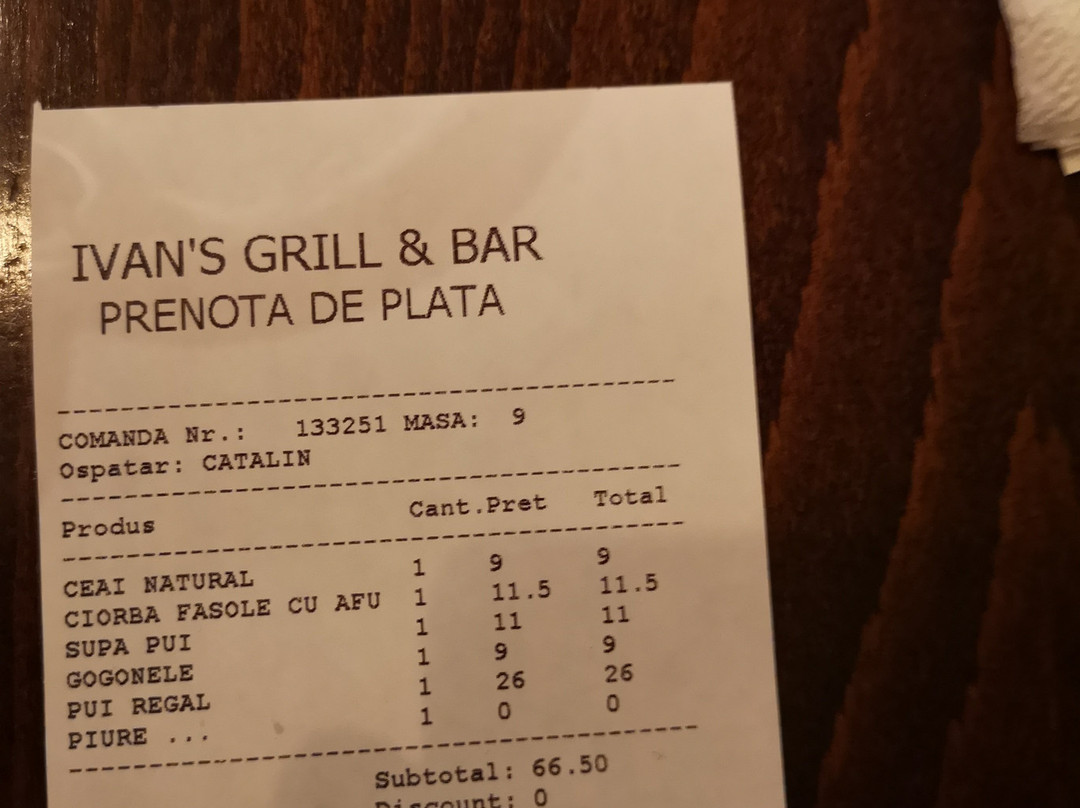 IVAN'S GRILL & BAR
PRENOTA DE PLATA
----------------------------------------
COMANDA Nr.: 133251 MASA: 9
Ospatar: CATALIN
----------------------------------------
Produs Cant.Pret Total
----------------------------------------
CEAI NATURAL 1 9 9
CIORBA FASOLE CU AFU 1 11.5 11.5
SUPA PUI 1 11 11
GOGONELE 1 9 9
PUI REGAL 1 26 26
PIURE ... 1 0 0
----------------------------------------
Subtotal: 66.50
Discount: 0